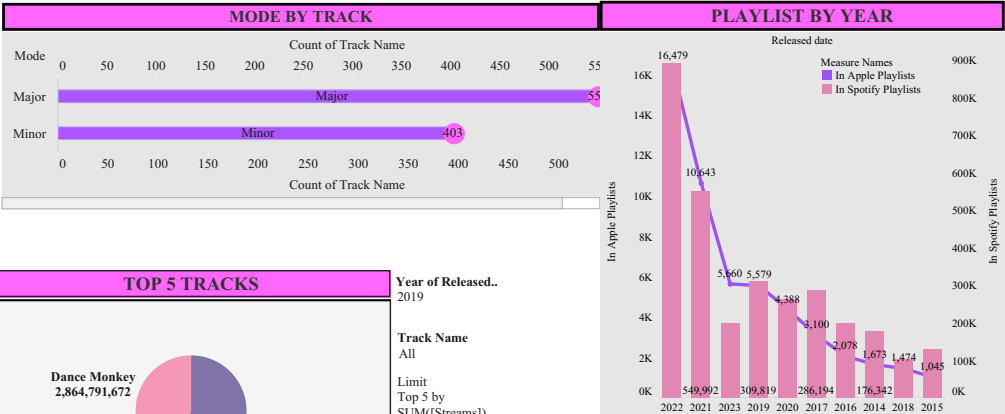 MODE BY TRACK
Count of Track Name
Mode
0 50 100 150 200 250 300 350 400 450 500 55
Major Major 55
Minor Minor 403
0 50 100 150 200 250 300 350 400 450 500
Count of Track Name
PLAYLIST BY YEAR
Released date
Measure Names
In Apple Playlists
In Spotify Playlists
In Apple Playlists
16K
14K
12K
10K
8K
6K
4K
2K
0K
16,479
10,643
5,660
5,579
4,388
3,100
2,078
1,673
1,474
1,045
549,992
309,819
286,194
176,342
900K
800K
700K
600K
500K
400K
300K
200K
100K
0K
In Spotify Playlists
2022 2021 2023 2019 2020 2017 2016 2014 2018 2015
TOP 5 TRACKS
Dance Monkey
2,864,791,672
Year of Released..
2019
Track Name
All
Limit
Top 5 by
SUM([Streams])